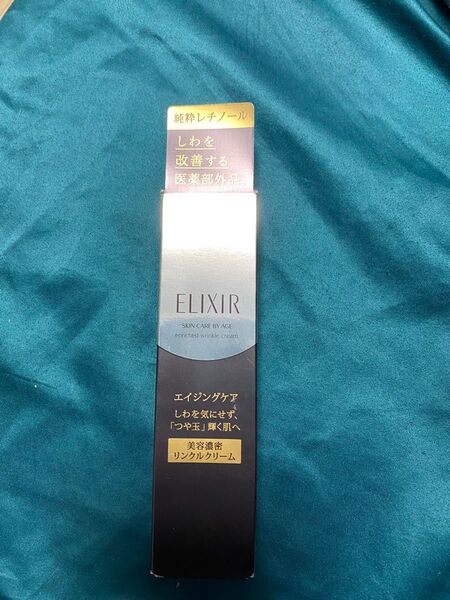 純粋レチノール
しわを
改善する
医薬部外品
ELIXIR
SKIN CARE BY AGE
enriched wrinkle cream
エイジングケア
しわを気にせず、
「つや玉」輝く肌へ
美容濃密
リンクルクリーム